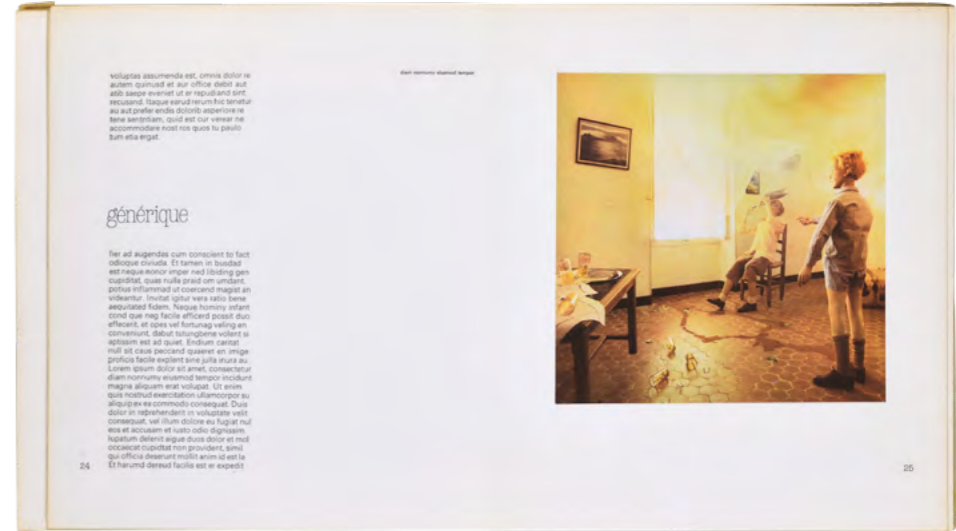 voluptas assumenda est, omnis dolor re
autem quinusd et aur office debit aut
atib saepe eveniet ut er repudiand sint
recusand. Itaque earud rerum hic tenetur
au aut prefer endis dolorib asperiore re
tene sentntiam, quid est cur verear ne
accommodare nost ros quos tu paulo
tum etia ergat.
diam nonnumy eiusmod tempor
générique
fier ad augendas cum conscient to fact
odioque civiuda. Et tamen in busdad
est neque nonor imper ned libiding gen
cupiditat, quas nulla praid om umdant.
potius inflammad ut coercend magist an
videantur. Invitat igitur vera ratio bene
aequitated fidem. Neque hominy infant
cond que neg facile efficerd possit duo
effecerit, et opes vel fortunag veling en
conveniunt, dabut tutungbene volent si
aptissim est ad quiet. Endium caritat
null sit caus peccand quaeret en imige
proficis facile explent sine julla inura au
Lorem ipsum dolor sit amet, consectetur
diam nonnumy eiusmod tempor incidunt
magna aliquam erat volupat. Ut enim
quis nostrud exercitation ullamcorpor su
aliquip ex ea commodo consequat. Duis
dolor in reprehenderit in voluptate velit
consequat, vel illum dolore eu fugiat nul
eos et accusam et iusto odio dignissim
lupatum delenit aigue duos dolor et mol
occaecat cupidtat non provident, simil
qui officia deserunt mollit anim id est la
Et harumd dereud facilis est er expedit
24
25